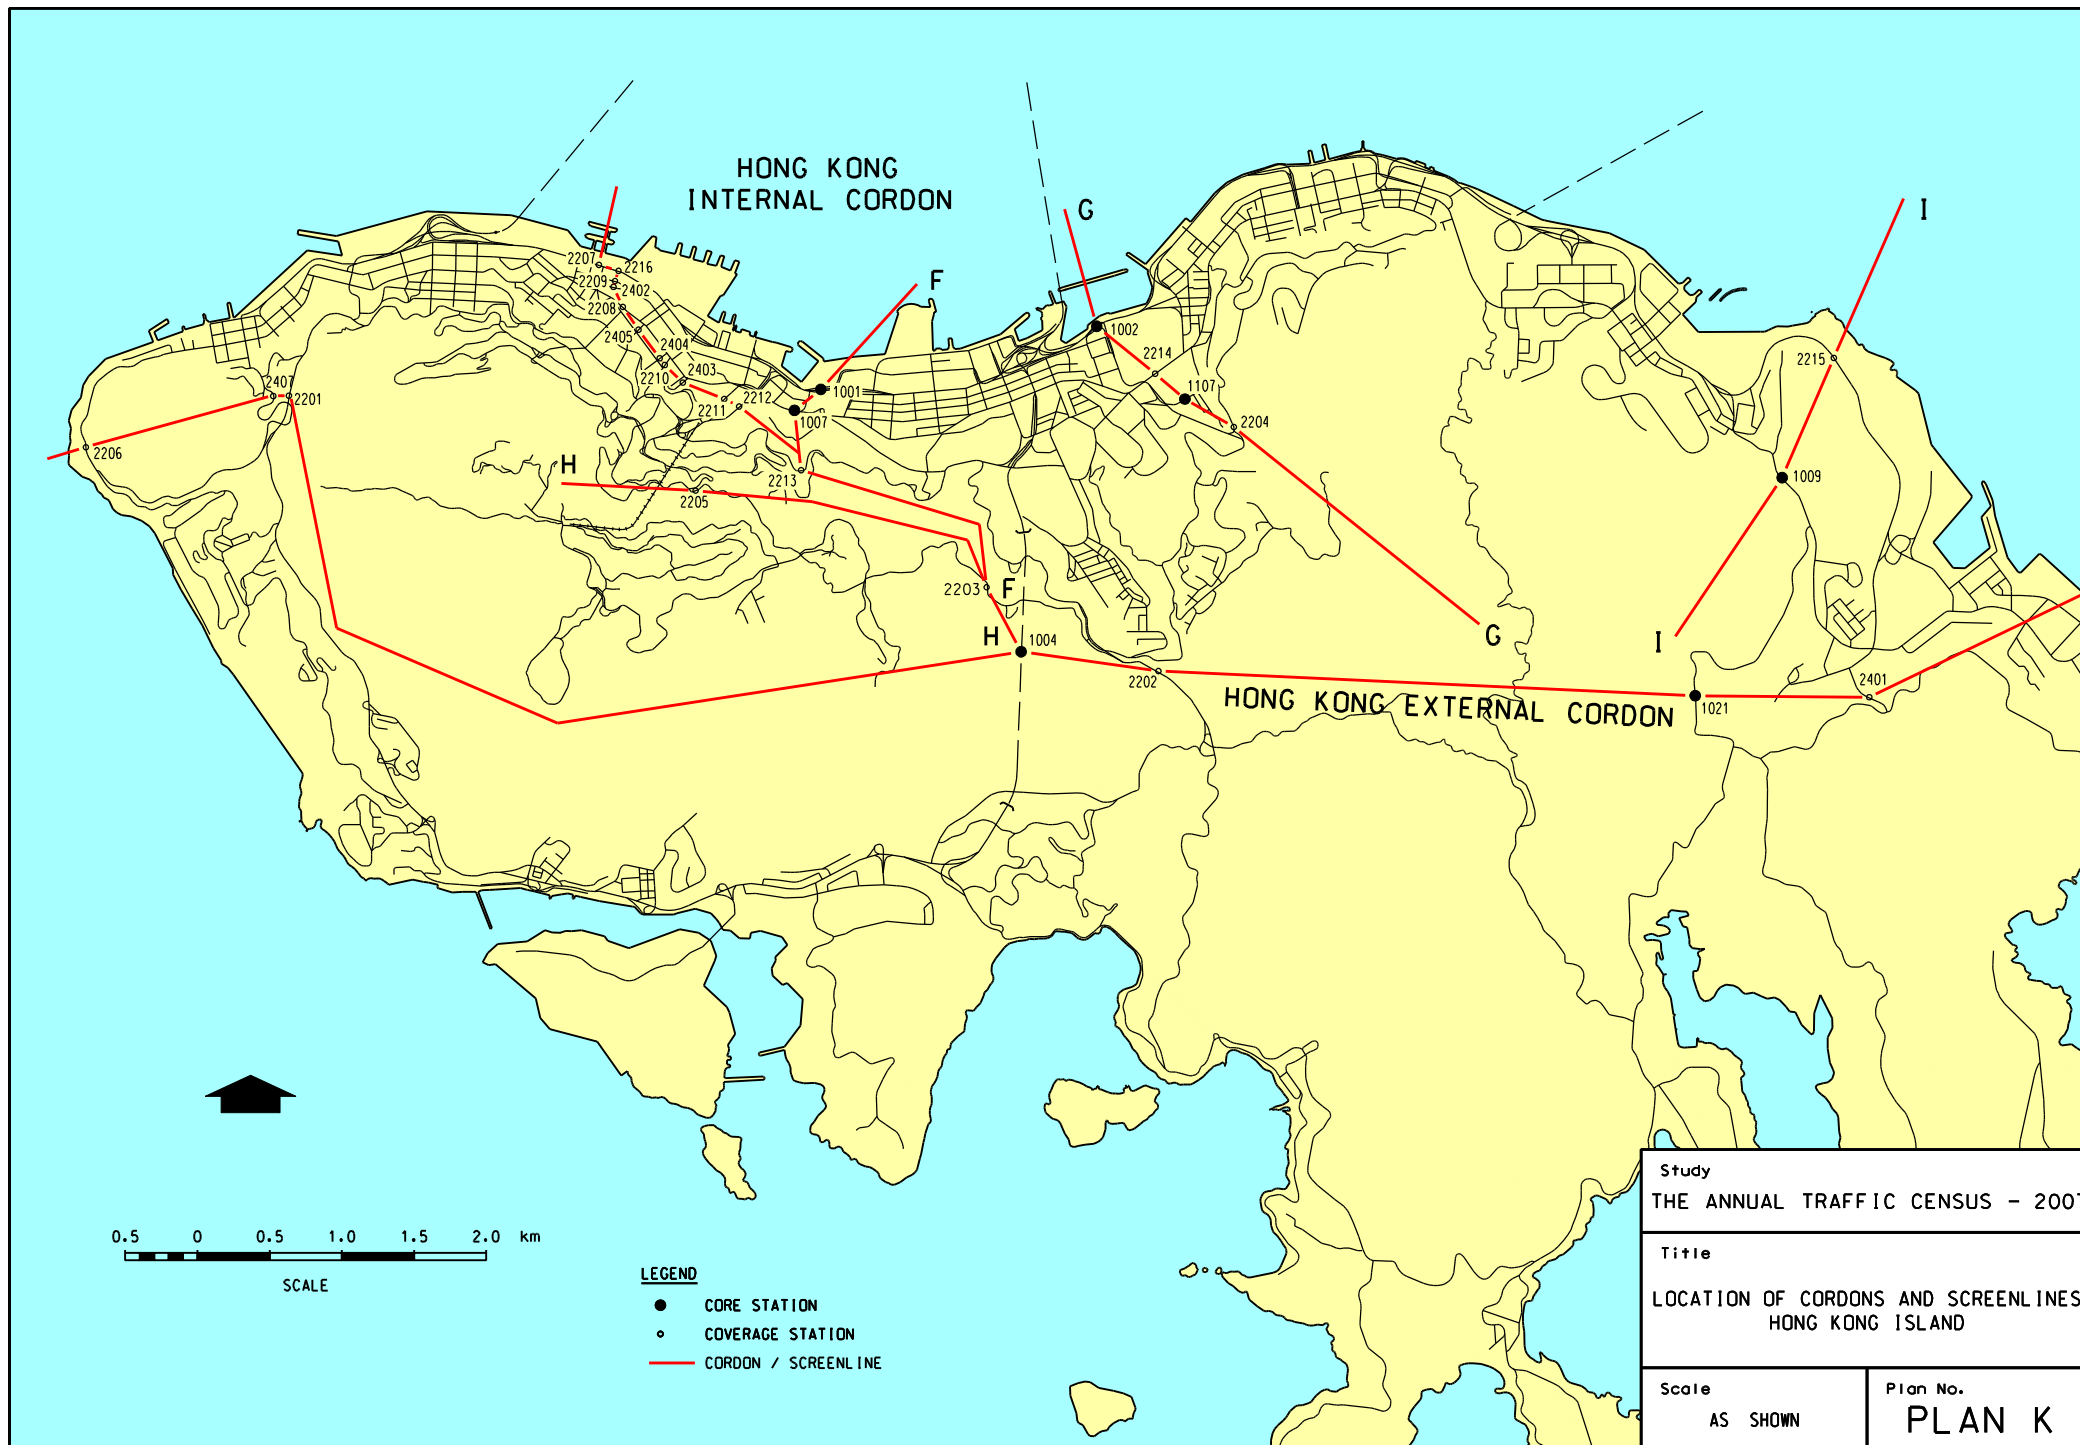 HONG KONG
INTERNAL CORDON
G
I
F
2207
2216
2209
2402
2208
2405
2404
2403
2210
2211
2212
1001
1007
1002
2214
1107
2204
2215
2407
2201
2206
H
2205
2213
1009
2203
F
H
1004
G
I
2202
2401
1021
HONG KONG EXTERNAL CORDON
0.5 0 0.5 1.0 1.5 2.0 km
SCALE
LEGEND
CORE STATION
COVERAGE STATION
CORDON / SCREENLINE
Study
THE ANNUAL TRAFFIC CENSUS - 200
Title
LOCATION OF CORDONS AND SCREENLINES
HONG KONG ISLAND
Scale
AS SHOWN
Plan No.
PLAN K